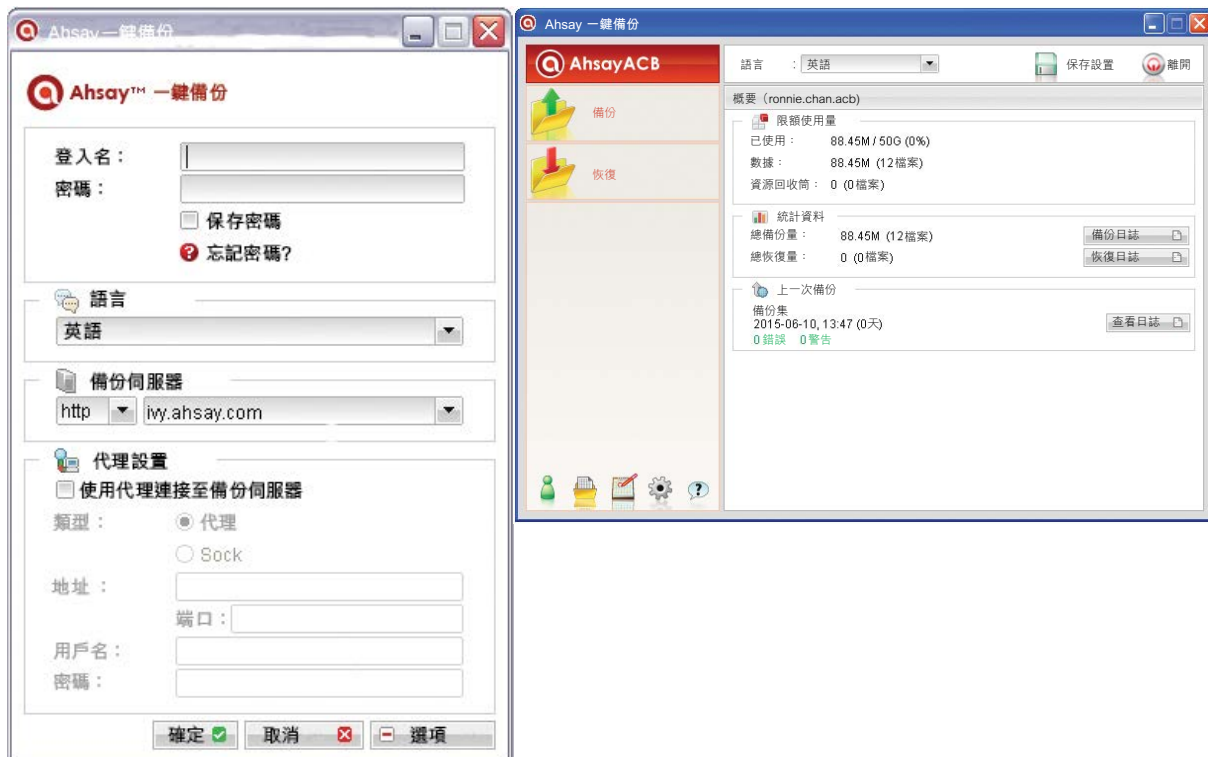 Ahsay一鍵備份
Ahsay™ 一鍵備份
登入名：
密碼：
保存密碼
忘記密碼?
語言
英語
備份伺服器
http ivy.ahsay.com
代理設置
使用代理連接至備份伺服器
類型： 代理
Sock
地址：
端口：
用戶名：
密碼：
確定 取消 選項
Ahsay 一鍵備份
AhsayACB
備份
恢復
語言 : 英語 保存設置 離開
概要（ronnie.chan.acb)
限額使用量
已使用： 88.45M / 50G (0%)
數據： 88.45M (12檔案)
資源回收筒： 0 (0檔案)
統計資料
總備份量： 88.45M (12檔案) 備份日誌
總恢復量： 0 (0檔案) 恢復日誌
上一次備份
備份集
2015-06-10, 13:47 (0天) 查看日誌
0錯誤 0警告